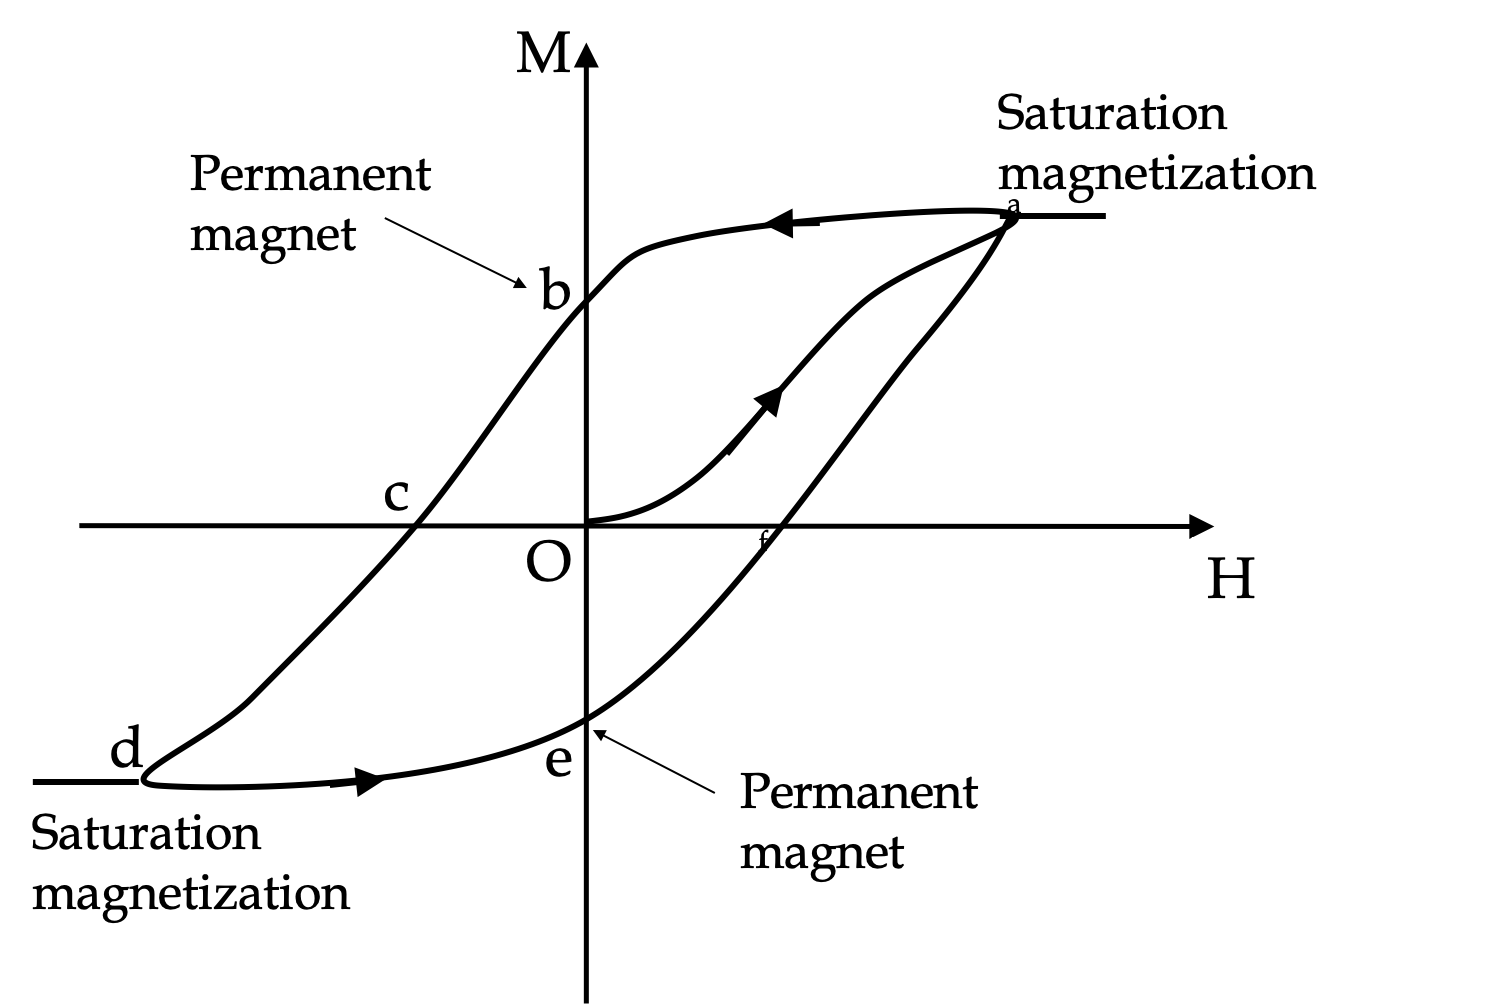 M
Saturation
magnetization
Permanent
magnet
a
b
c
f
O
H
d
e
Permanent
magnet
Saturation
magnetization